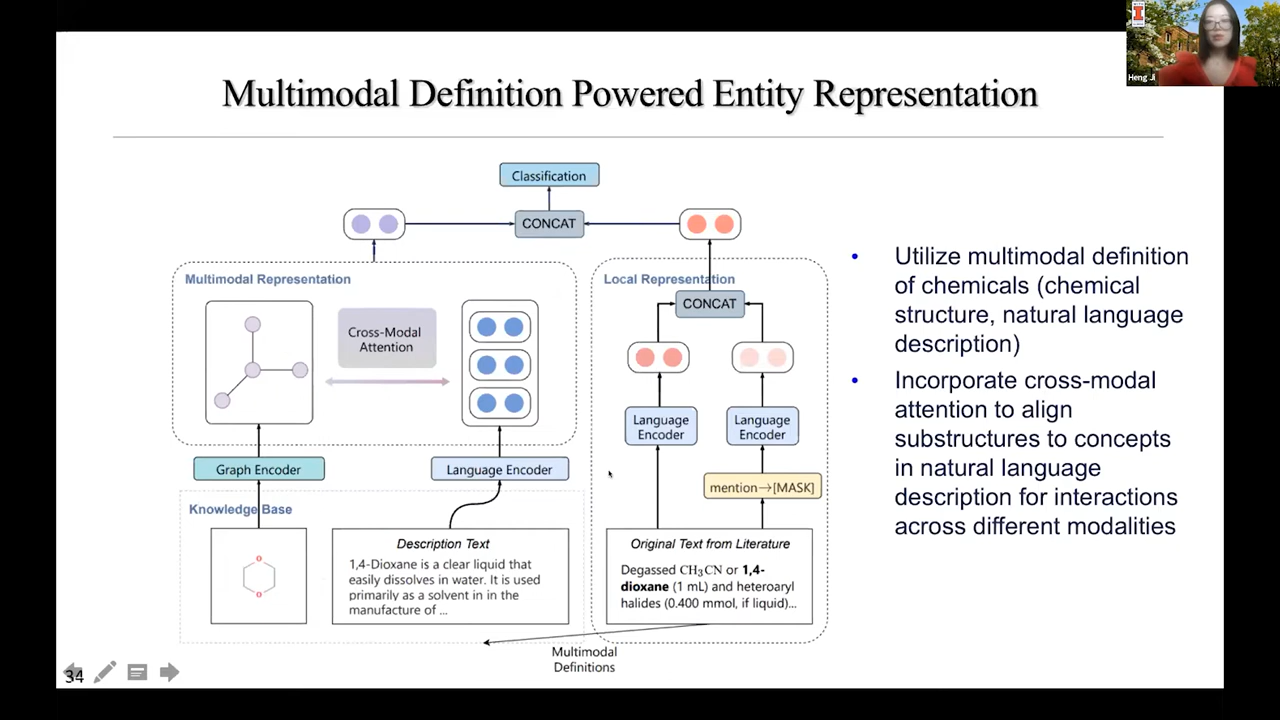 Heng Ji
Multimodal Definition Powered Entity Representation
Classification
CONCAT
Multimodal Representation
Cross-Modal
Attention
Graph Encoder
Language Encoder
Knowledge Base
O
O
Description Text
1,4-Dioxane is a clear liquid that
easily dissolves in water. It is used
primarily as a solvent in in the
manufacture of ...
Local Representation
CONCAT
Language
Encoder
Language
Encoder
mention→[MASK]
Original Text from Literature
Degassed CH₃CN or 1,4-
dioxane (1 mL) and heteroaryl
halides (0.400 mmol, if liquid)...
Multimodal
Definitions
• Utilize multimodal definition
of chemicals (chemical
structure, natural language
description)
• Incorporate cross-modal
attention to align
substructures to concepts
in natural language
description for interactions
across different modalities
34